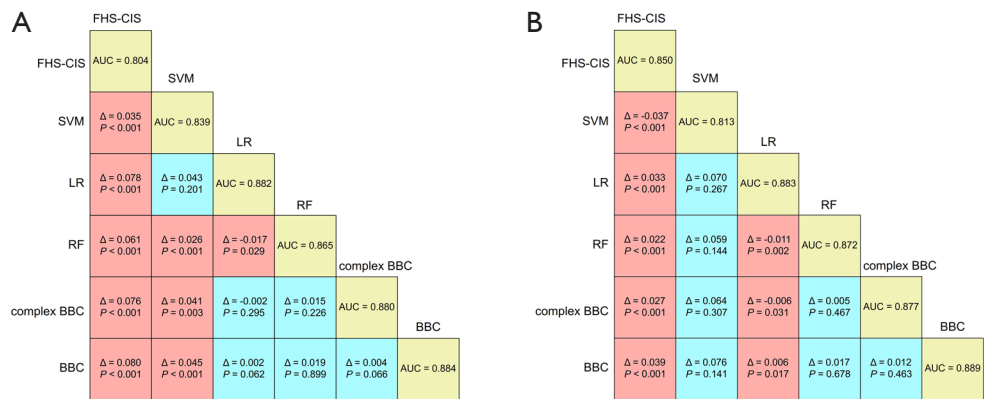 A
FHS-CIS
FHS-CIS
AUC = 0.804
SVM
SVM
Δ = 0.035
P < 0.001
AUC = 0.839
LR
LR
Δ = 0.078
P < 0.001
Δ = 0.043
P = 0.201
AUC = 0.882
RF
RF
Δ = 0.061
P < 0.001
Δ = 0.026
P < 0.001
Δ = -0.017
P = 0.029
AUC = 0.865
complex BBC
complex BBC
Δ = 0.076
P < 0.001
Δ = 0.041
P = 0.003
Δ = -0.002
P = 0.295
Δ = 0.015
P = 0.226
AUC = 0.880
BBC
BBC
Δ = 0.080
P < 0.001
Δ = 0.045
P < 0.001
Δ = 0.002
P = 0.062
Δ = 0.019
P = 0.899
Δ = 0.004
P = 0.066
AUC = 0.884
B
FHS-CIS
FHS-CIS
AUC = 0.850
SVM
SVM
Δ = -0.037
P < 0.001
AUC = 0.813
LR
LR
Δ = 0.033
P < 0.001
Δ = 0.070
P = 0.267
AUC = 0.883
RF
RF
Δ = 0.022
P < 0.001
Δ = 0.059
P = 0.144
Δ = -0.011
P = 0.002
AUC = 0.872
complex BBC
complex BBC
Δ = 0.027
P < 0.001
Δ = 0.064
P = 0.307
Δ = -0.006
P = 0.031
Δ = 0.005
P = 0.467
AUC = 0.877
BBC
BBC
Δ = 0.039
P < 0.001
Δ = 0.076
P = 0.141
Δ = 0.006
P = 0.017
Δ = 0.017
P = 0.678
Δ = 0.012
P = 0.463
AUC = 0.889